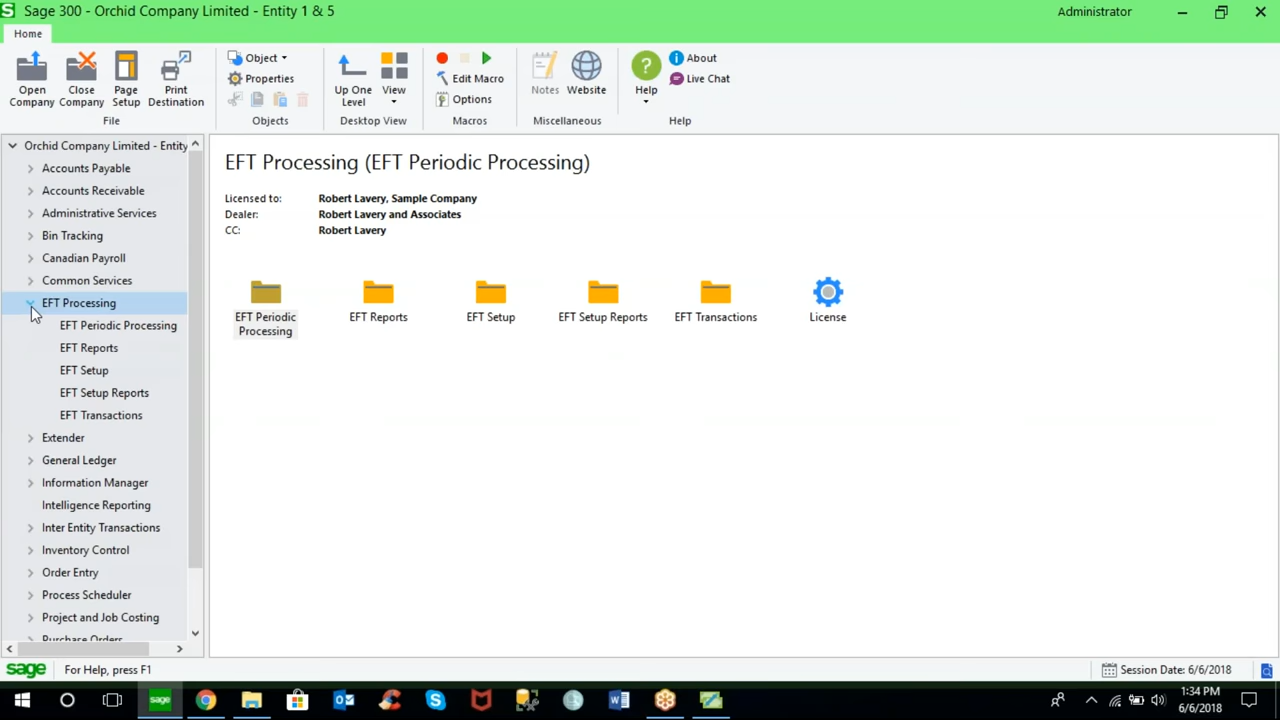 Sage 300 - Orchid Company Limited - Entity 1 & 5
Administrator
Home
Open Company
Close Company
Page Setup
Print Destination
File
Object
Properties
Objects
Up One Level
View
Desktop View
Edit Macro
Options
Macros
Notes
Website
Miscellaneous
Help
About
Live Chat
Help
Orchid Company Limited - Entity
Accounts Payable
Accounts Receivable
Administrative Services
Bin Tracking
Canadian Payroll
Common Services
EFT Processing
EFT Periodic Processing
EFT Reports
EFT Setup
EFT Setup Reports
EFT Transactions
Extender
General Ledger
Information Manager
Intelligence Reporting
Inter Entity Transactions
Inventory Control
Order Entry
Process Scheduler
Project and Job Costing
Purchase Orders
EFT Processing (EFT Periodic Processing)
Licensed to: Robert Lavery, Sample Company
Dealer: Robert Lavery and Associates
CC: Robert Lavery
EFT Periodic Processing
EFT Reports
EFT Setup
EFT Setup Reports
EFT Transactions
License
sage For Help, press F1
Session Date: 6/6/2018
sage
1:34 PM
6/6/2018